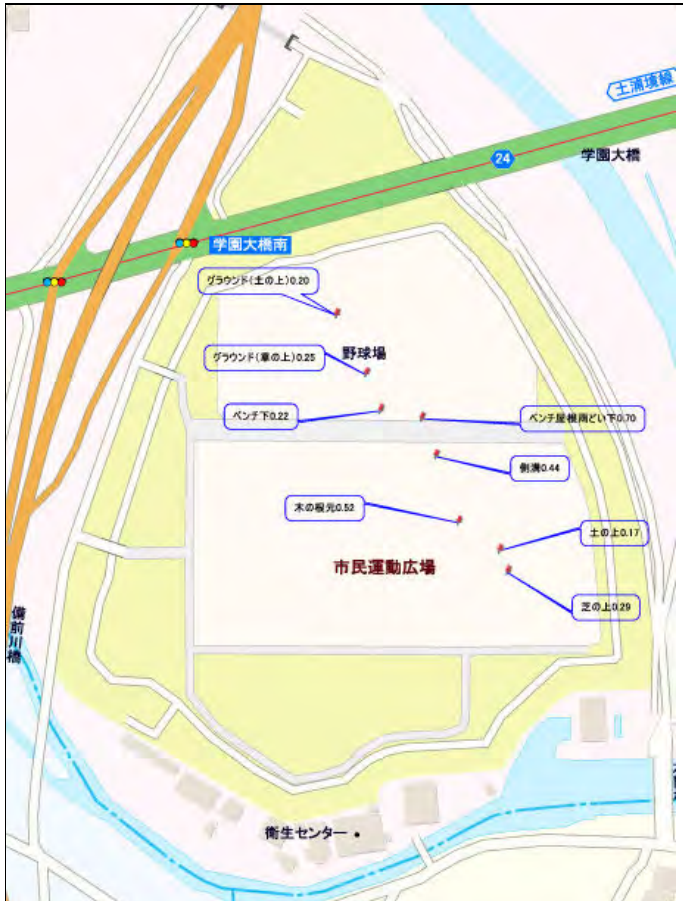 土浦境線
24
学園大橋
学園大橋南
グラウンド(土の上)0.20
野球場
グラウンド(草の上)0.25
ベンチ下0.22
ベンチ屋根雨どい下0.70
側溝0.44
木の根元0.52
土の上0.17
市民運動広場
芝の上0.29
備前川橋
衛生センター